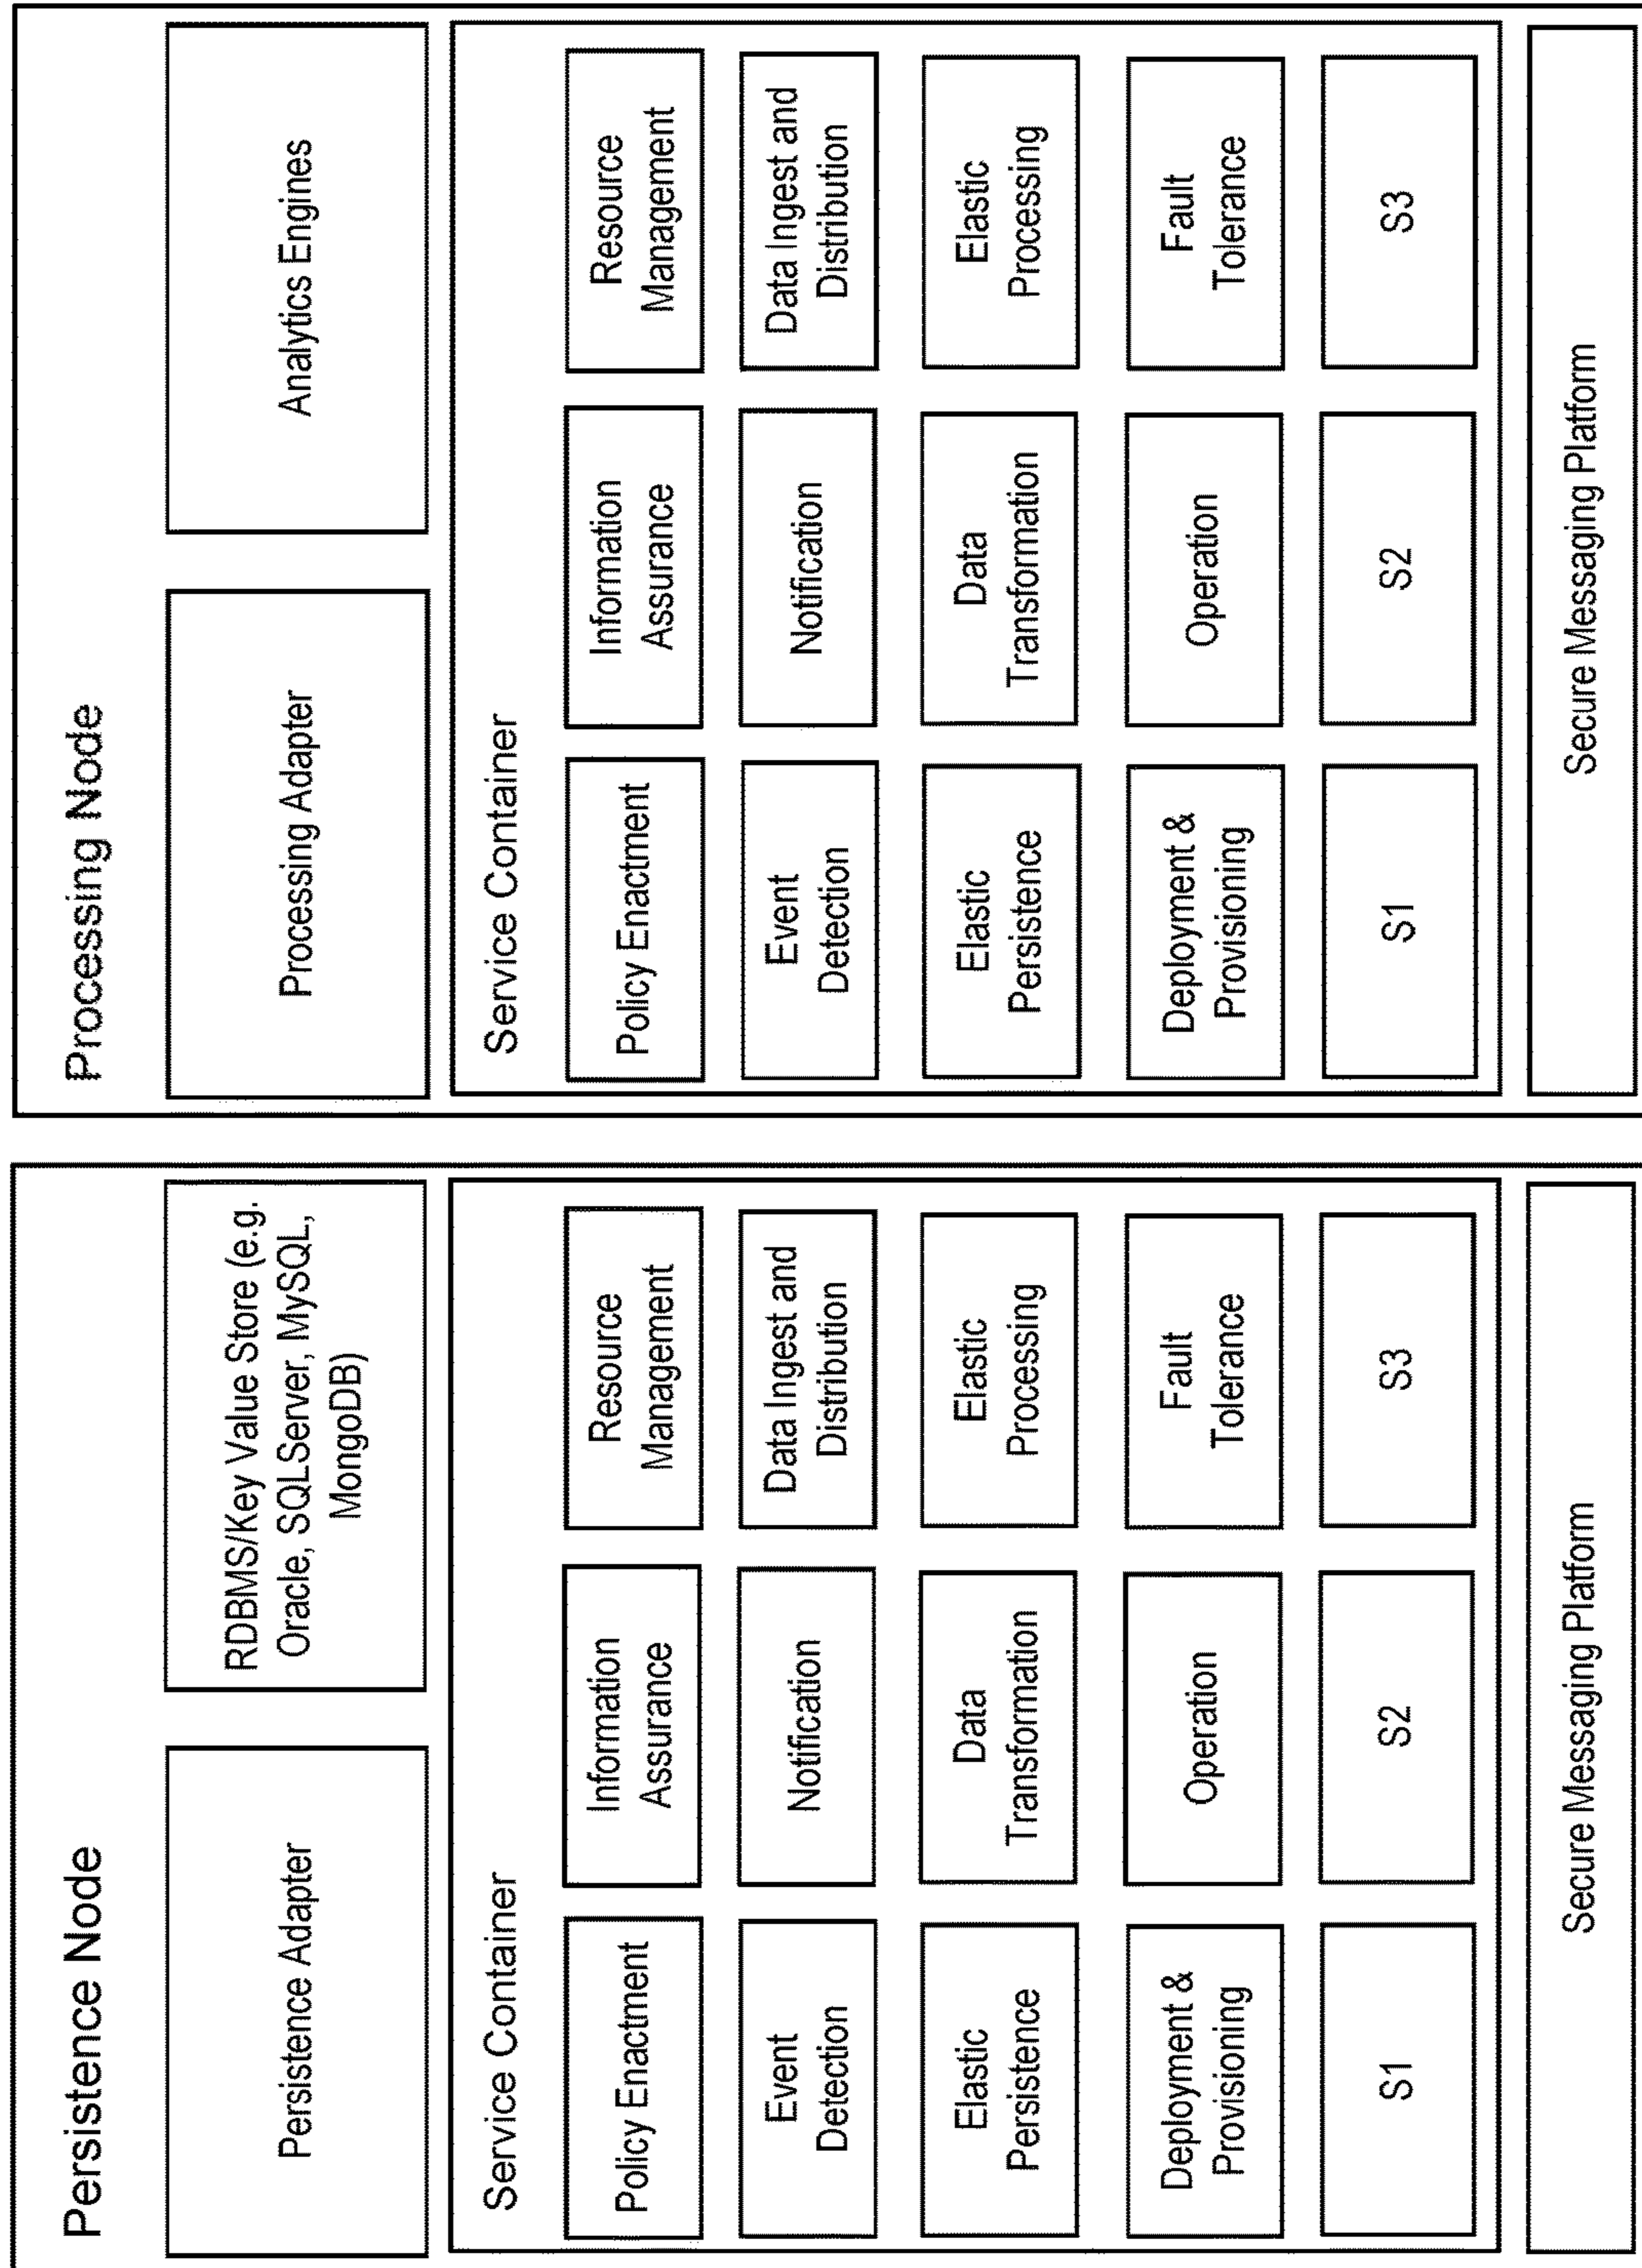 Persistence Node
Persistence Adapter
RDBMS/Key Value Store (e.g.
Oracle, SQLServer, MySQL,
MongoDB)
Service Container
Policy Enactment
Information
Assurance
Resource
Management
Event
Detection
Notification
Data Ingest and
Distribution
Elastic
Persistence
Data
Transformation
Elastic
Processing
Deployment &
Provisioning
Operation
Fault
Tolerance
S1
S2
S3
Secure Messaging Platform
Processing Node
Processing Adapter
Analytics Engines
Service Container
Policy Enactment
Information
Assurance
Resource
Management
Event
Detection
Notification
Data Ingest and
Distribution
Elastic
Persistence
Data
Transformation
Elastic
Processing
Deployment &
Provisioning
Operation
Fault
Tolerance
S1
S2
S3
Secure Messaging Platform